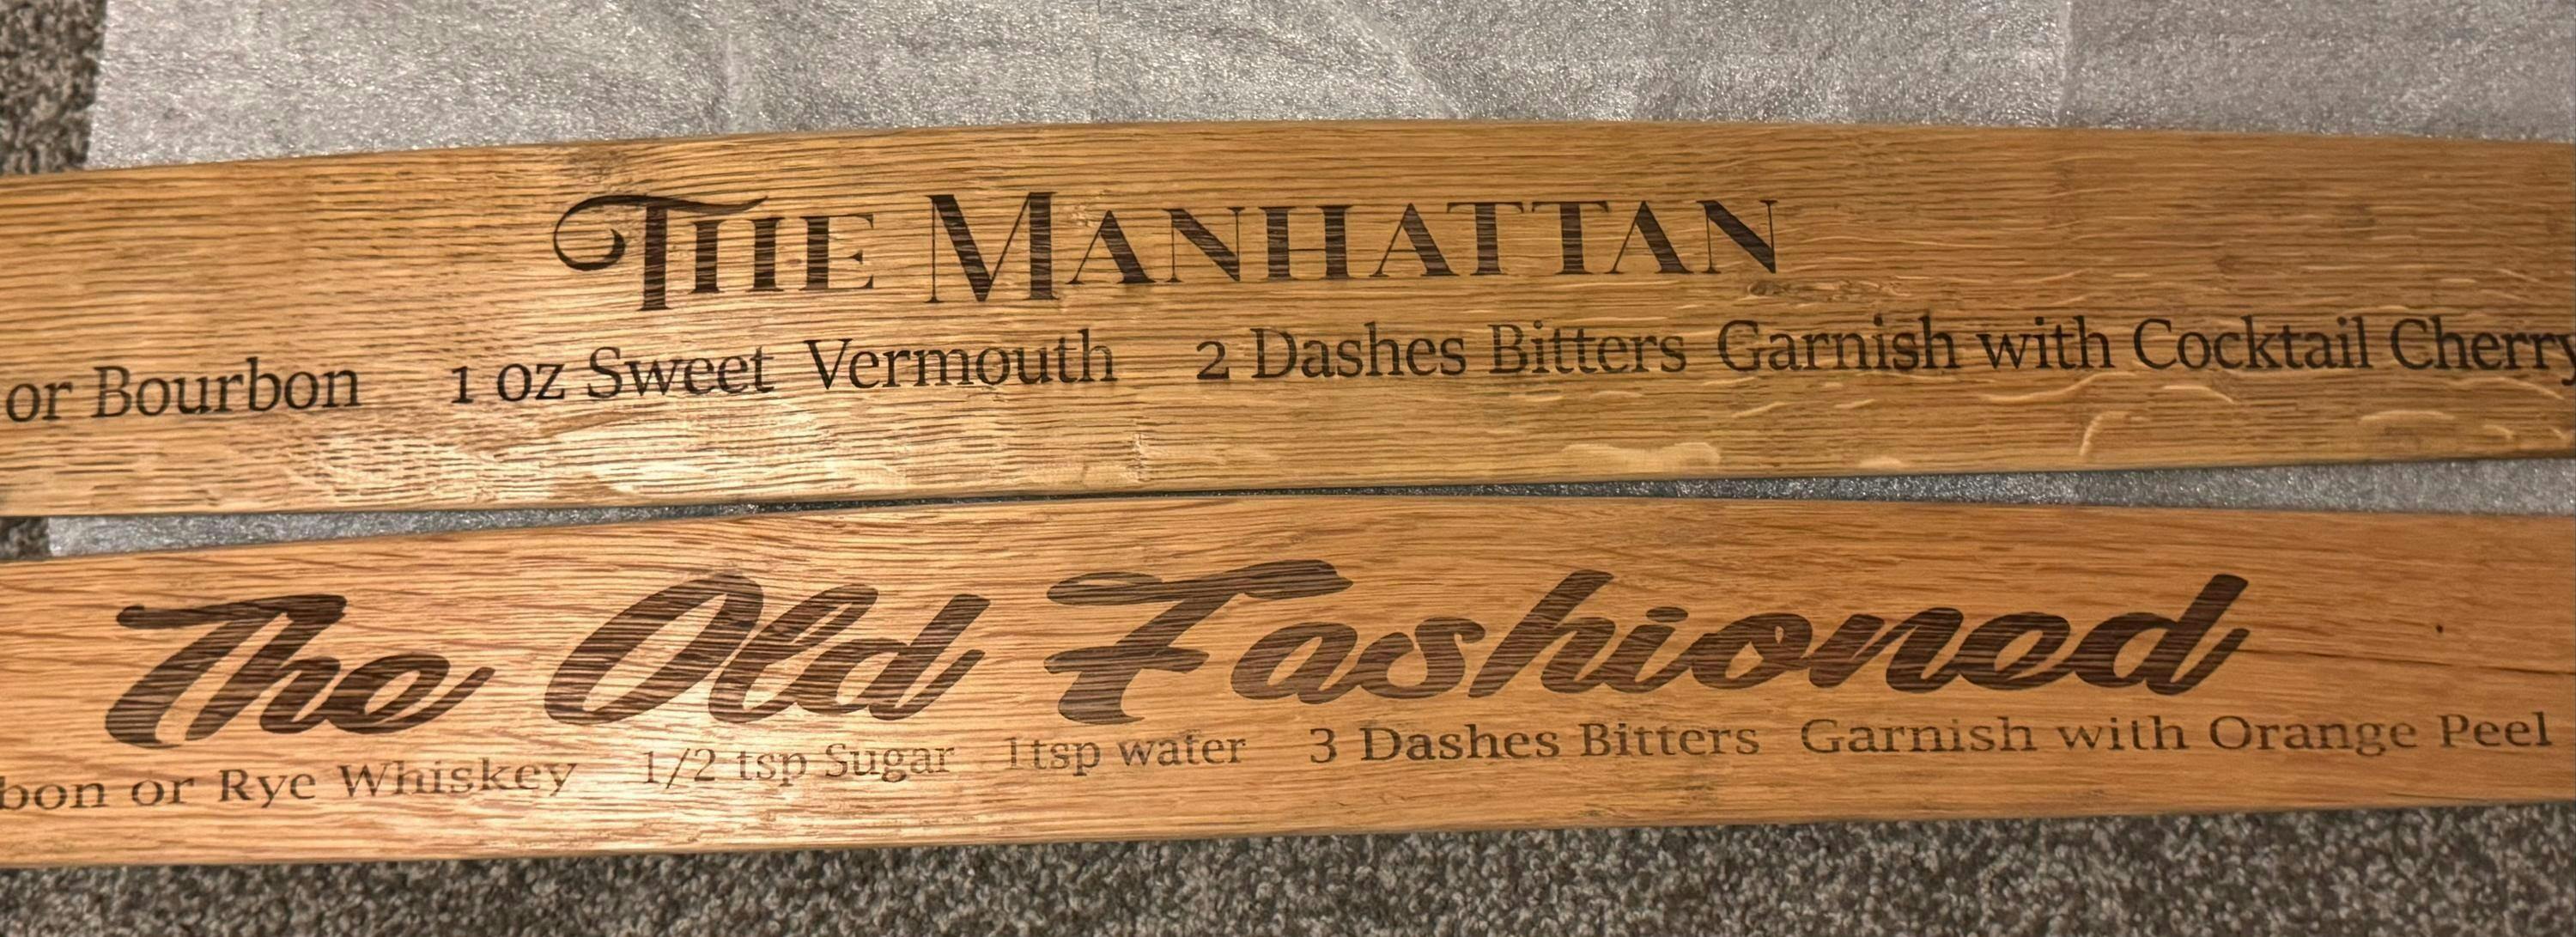 THE MANHATTAN
or Bourbon 1 oz Sweet Vermouth 2 Dashes Bitters Garnish with Cocktail Cherry
The Old Fashioned
bon or Rye Whiskey 1/2 tsp Sugar 1tsp water 3 Dashes Bitters Garnish with Orange Peel